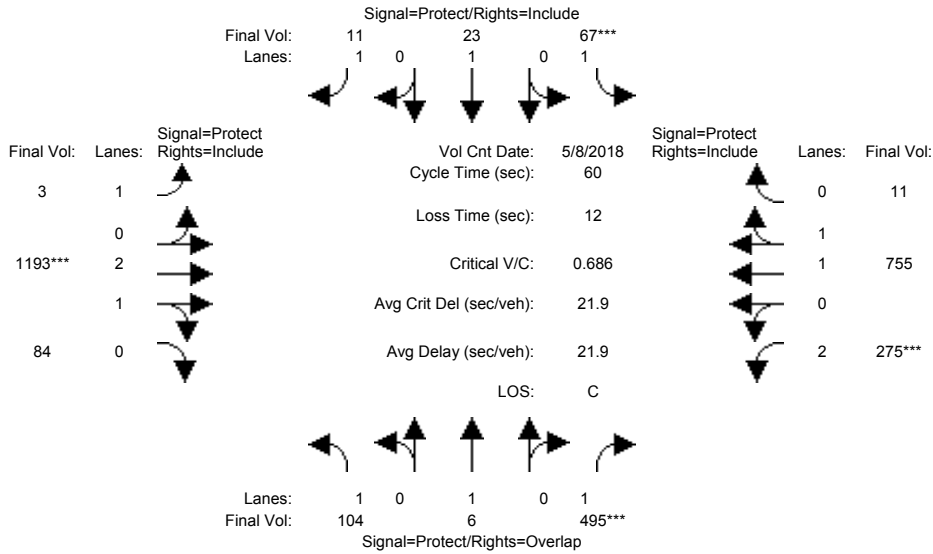 Signal=Protect/Rights=Include
Final Vol: 11 23 67***
Lanes: 1 0 1 0 1
Signal=Protect
Final Vol: Lanes: Rights=Include
Vol Cnt Date: 5/8/2018
Signal=Protect
Rights=Include Lanes: Final Vol:
Cycle Time (sec): 60
3 1
0 11
Loss Time (sec): 12
0
1
1193*** 2
Critical V/C: 0.686
1 755
1
Avg Crit Del (sec/veh): 21.9
0
84 0
Avg Delay (sec/veh): 21.9
2 275***
LOS: C
Lanes: 1 0 1 0 1
Final Vol: 104 6 495***
Signal=Protect/Rights=Overlap